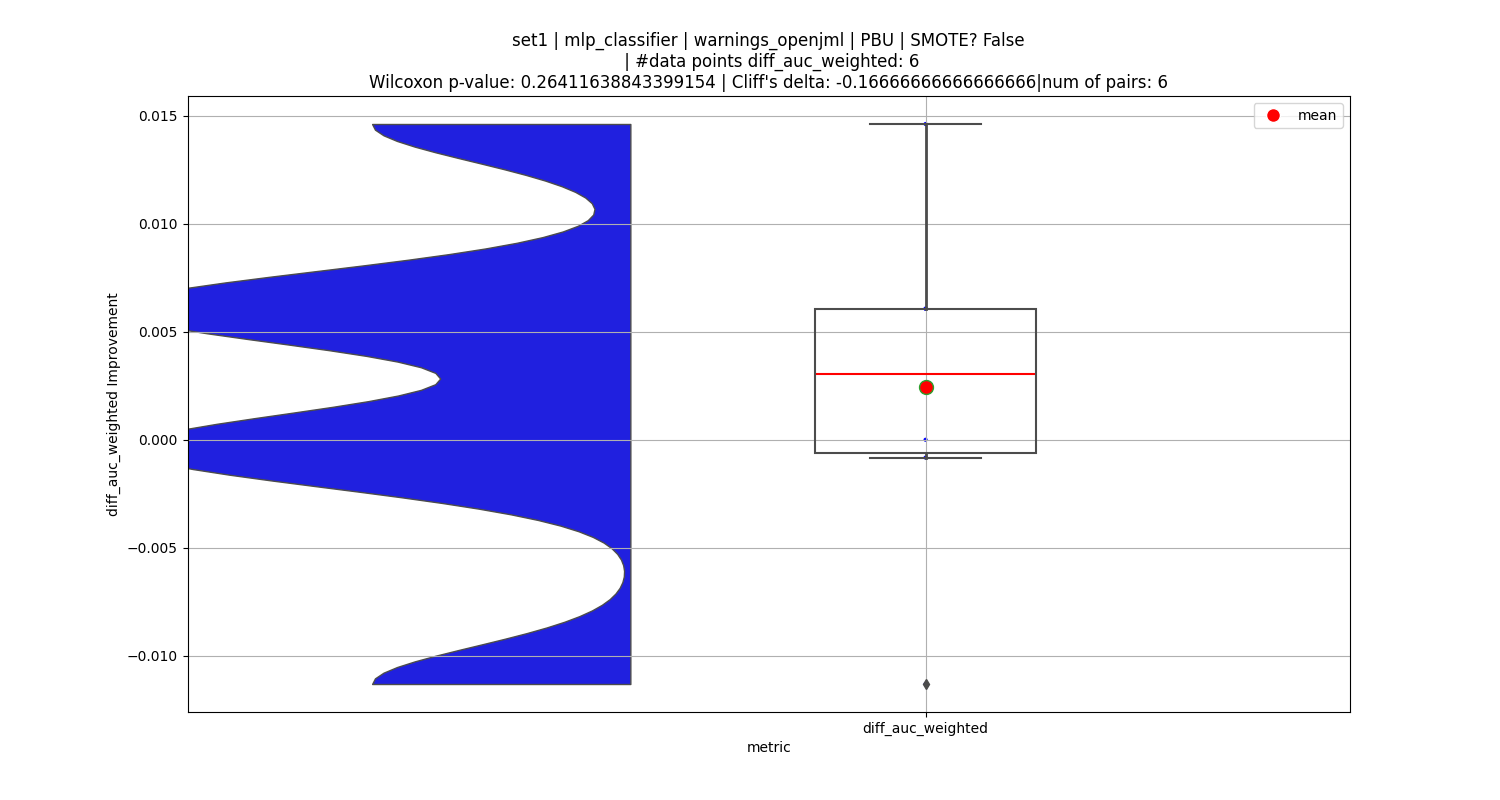 set1 | mlp_classifier | warnings_openjml | PBU | SMOTE? False
| #data points diff_auc_weighted: 6
Wilcoxon p-value: 0.26411638843399154 | Cliff's delta: -0.16666666666666666|num of pairs: 6
mean
0.015
0.010
0.005
0.000
−0.005
−0.010
diff_auc_weighted Improvement
diff_auc_weighted
metric